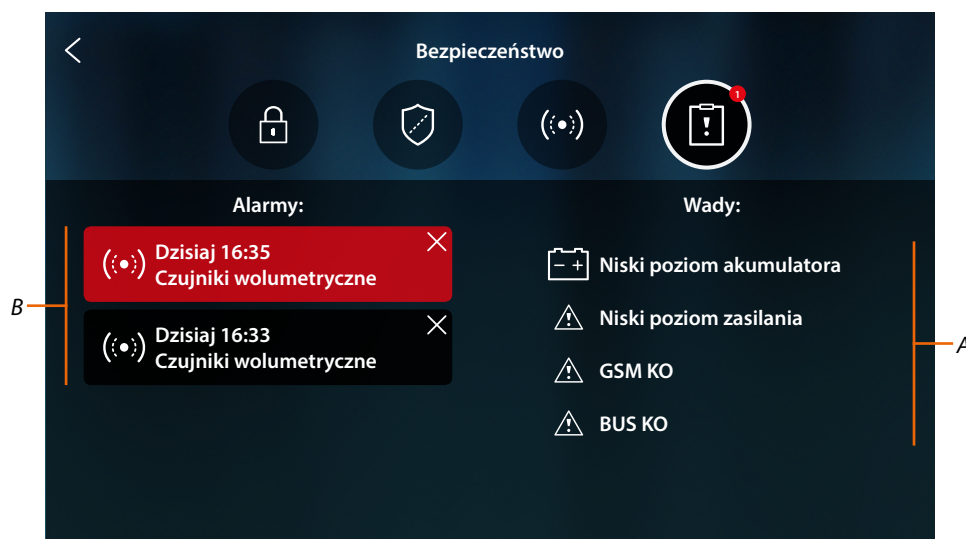 Bezpieczeństwo
1
Alarmy:
Dzisiaj 16:35
Czujniki wolumetryczne
Dzisiaj 16:33
Czujniki wolumetryczne
B
Wady:
Niski poziom akumulatora
Niski poziom zasilania
GSM KO
BUS KO
A